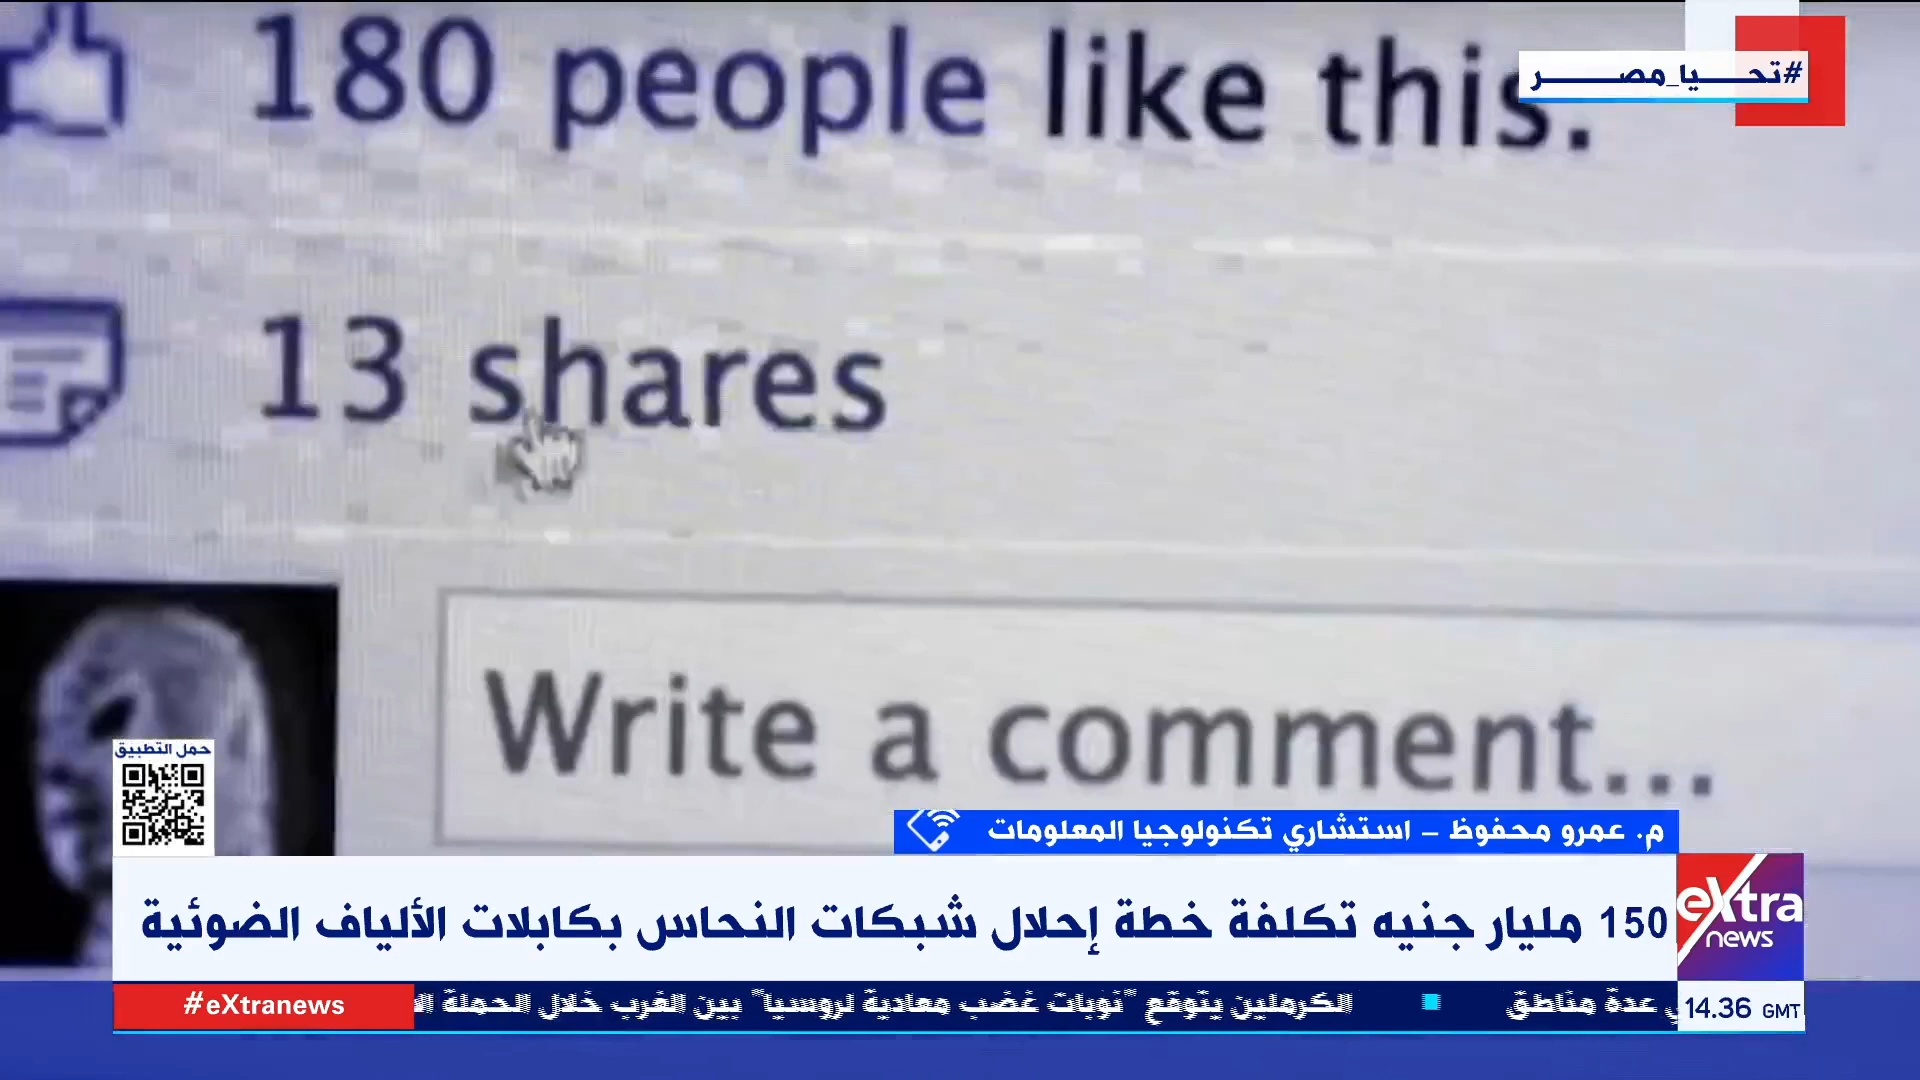 180 people like this.
#تحيا_مصر
13 shares
Write a comment...
حمل التطبيق
م. عمرو محفوظ - استشاري تكنولوجيا المعلومات
150 مليار جنيه تكلفة خطة إحلال شبكات النحاس بكابلات الألياف الضوئية
eXtra
news
#eXtranews
ي عدة مناطق ■ الكرملين يتوقع "نوبات غضب معادية لروسيا" بين الغرب خلال الحملة
14.36 GMT